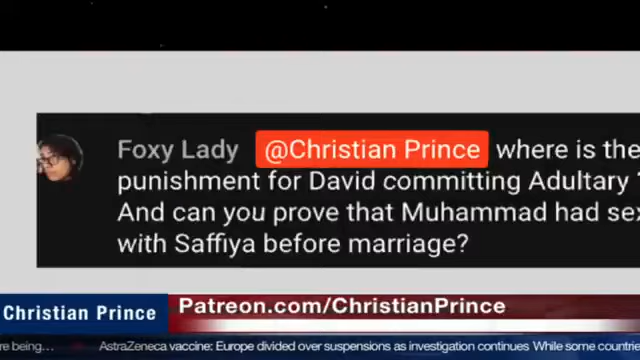 Foxy Lady @Christian Prince where is the
punishment for David committing Adultary ?
And can you prove that Muhammad had sex
with Saffiya before marriage?
Christian Prince
Patreon.com/ChristianPrince
being... AstraZeneca vaccine: Europe divided over suspensions as investigation continues While some countrie